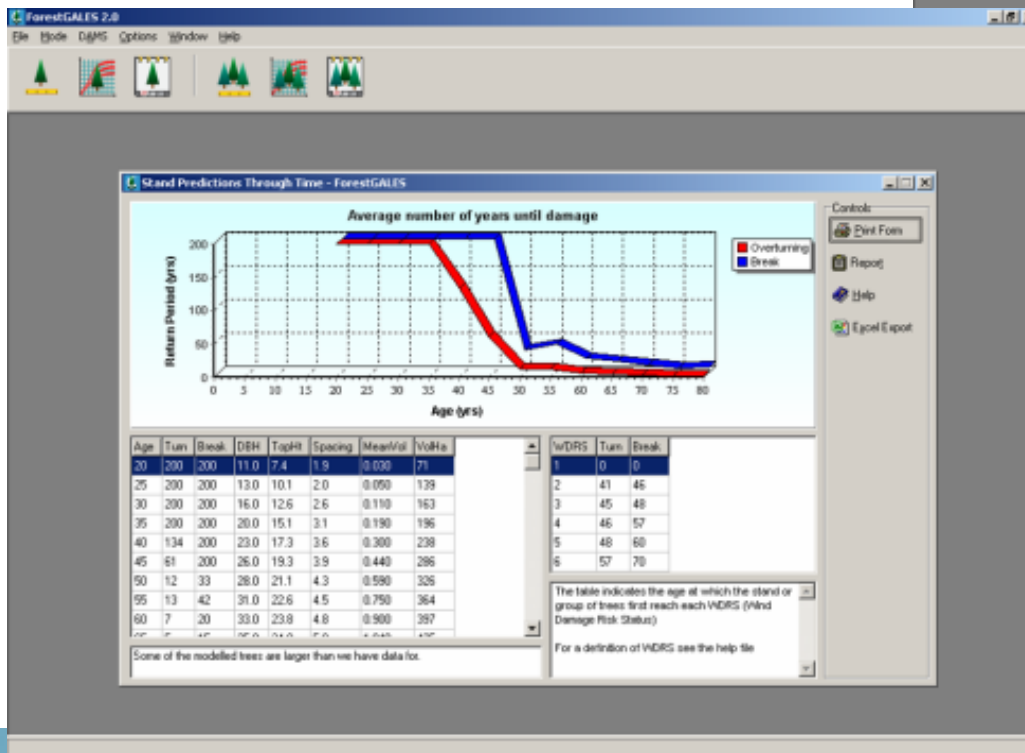 ForestGALES 2.0
File Mode DAMS Options Window Help
Stand Predictions Through Time - ForestGALES
Average number of years until damage
Overturning
Break
Return Period (yrs)
200
150
100
50
0
0 5 10 15 20 25 30 35 40 45 50 55 60 65 70 75 80
Age (yrs)
Controls
Print Form
Report
Help
Excel Export
Age Turn Break DBH TopHt Spacing MeanVol VolHa
20 200 200 11.0 7.4 1.9 0.030 71
25 200 200 13.0 10.1 2.0 0.050 139
30 200 200 16.0 12.6 2.6 0.110 163
35 200 200 20.0 15.1 3.1 0.190 196
40 134 200 23.0 17.3 3.6 0.300 238
45 61 200 26.0 19.3 3.9 0.440 286
50 12 33 28.0 21.1 4.3 0.590 326
55 13 42 31.0 22.6 4.5 0.750 364
60 7 20 33.0 23.8 4.8 0.900 397
WDRS Turn Break
1 0 0
2 41 46
3 45 48
4 46 57
5 48 60
6 57 70
Some of the modelled trees are larger than we have data for.
The table indicates the age at which the stand or
group of trees first reach each WDRS (Wind
Damage Risk Status)
For a definition of WDRS see the help file